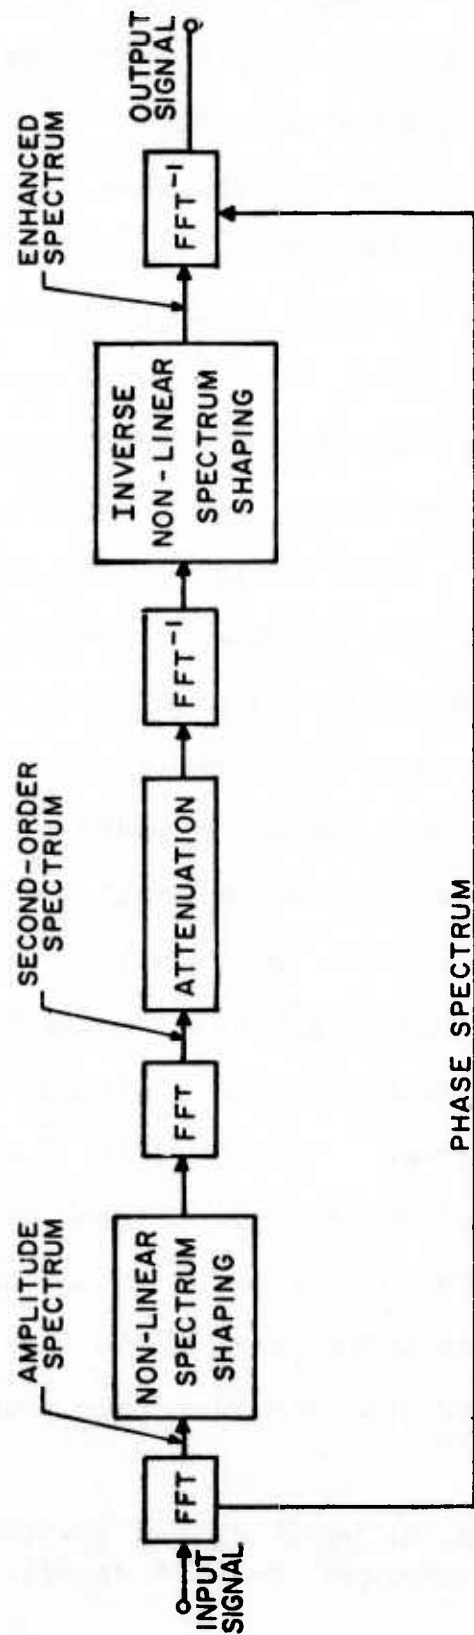 INPUT
SIGNAL
FFT
AMPLITUDE
SPECTRUM
NON-LINEAR
SPECTRUM
SHAPING
FFT
SECOND-ORDER
SPECTRUM
ATTENUATION
FFT⁻¹
INVERSE
NON-LINEAR
SPECTRUM
SHAPING
ENHANCED
SPECTRUM
FFT⁻¹
OUTPUT
SIGNAL
PHASE SPECTRUM